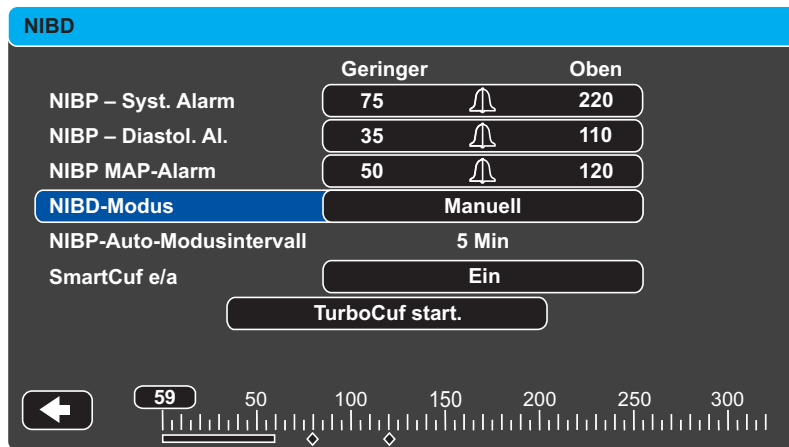 NIBD
Geringer Oben
NIBP – Syst. Alarm 75 220
NIBP – Diastol. Al. 35 110
NIBP MAP-Alarm 50 120
NIBD-Modus Manuell
NIBP-Auto-Modusintervall 5 Min
SmartCuf e/a Ein
TurboCuf start.
59 50 100 150 200 250 300